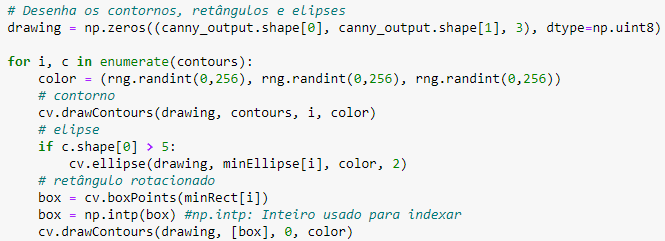 # Desenha os contornos, retângulos e elipses
drawing = np.zeros((canny_output.shape[0], canny_output.shape[1], 3), dtype=np.uint8)

for i, c in enumerate(contours):
    color = (rng.randint(0,256), rng.randint(0,256), rng.randint(0,256))
    # contorno
    cv.drawContours(drawing, contours, i, color)
    # elipse
    if c.shape[0] > 5:
        cv.ellipse(drawing, minEllipse[i], color, 2)
    # retângulo rotacionado
    box = cv.boxPoints(minRect[i])
    box = np.intp(box) #np.intp: Inteiro usado para indexar
    cv.drawContours(drawing, [box], 0, color)